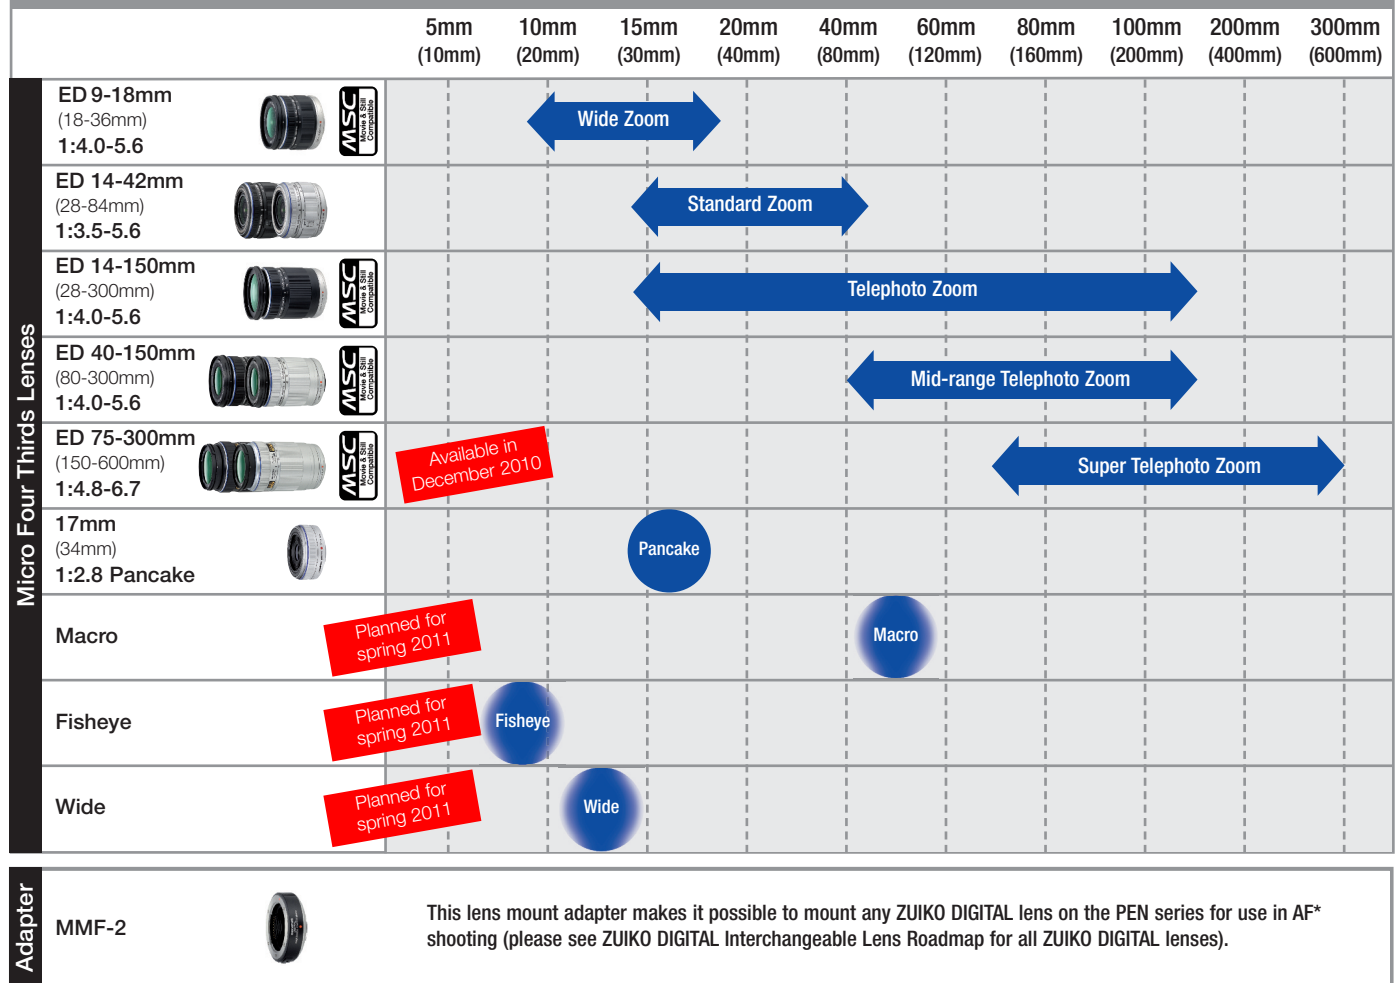 5mm 10mm 15mm 20mm 40mm 60mm 80mm 100mm 200mm 300mm
(10mm) (20mm) (30mm) (40mm) (80mm) (120mm) (160mm) (200mm) (400mm) (600mm)
Micro Four Thirds Lenses
ED 9-18mm
(18-36mm)
1:4.0-5.6
MSC
Movie & Still
Compatible
Wide Zoom
ED 14-42mm
(28-84mm)
1:3.5-5.6
Standard Zoom
ED 14-150mm
(28-300mm)
1:4.0-5.6
MSC
Movie & Still
Compatible
Telephoto Zoom
ED 40-150mm
(80-300mm)
1:4.0-5.6
MSC
Movie & Still
Compatible
Mid-range Telephoto Zoom
ED 75-300mm
(150-600mm)
1:4.8-6.7
MSC
Movie & Still
Compatible
Available in
December 2010
Super Telephoto Zoom
17mm
(34mm)
1:2.8 Pancake
Pancake
Macro
Planned for
spring 2011
Macro
Fisheye
Planned for
spring 2011
Fisheye
Wide
Planned for
spring 2011
Wide
Adapter
MMF-2
This lens mount adapter makes it possible to mount any ZUIKO DIGITAL lens on the PEN series for use in AF*
shooting (please see ZUIKO DIGITAL Interchangeable Lens Roadmap for all ZUIKO DIGITAL lenses).